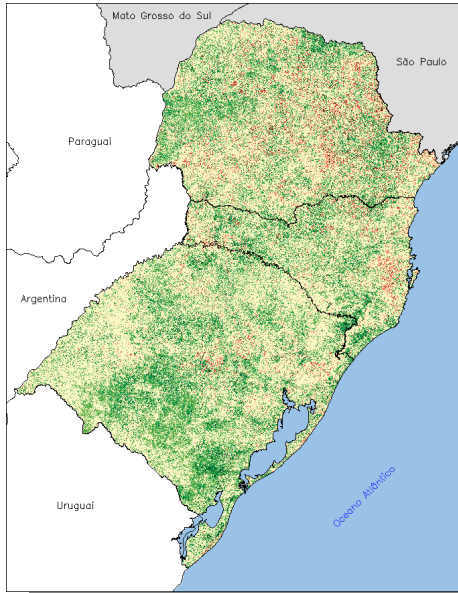 Mato Grosso do Sul
São Paulo
Paraguai
Argentina
Uruguai
Oceano Atlântico